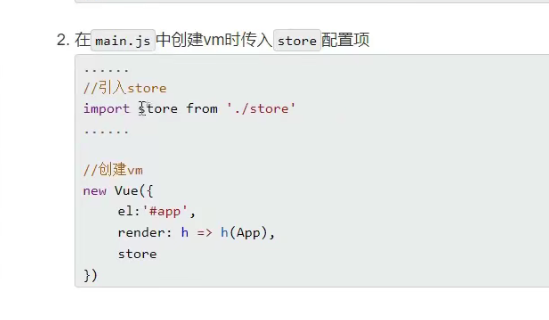 2. 在main.js中创建vm时传入store配置项
......
//引入store
import store from './store'
......
//创建vm
new Vue({
el:'#app',
render: h => h(App),
store
})